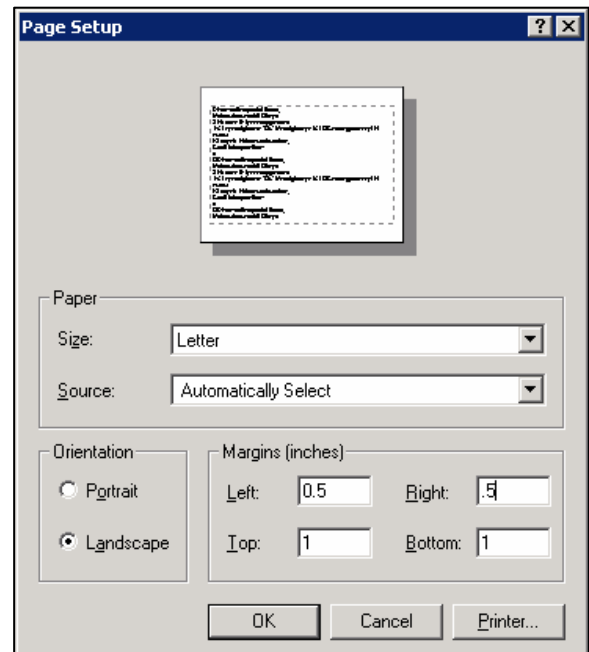 Page Setup
Paper
Size: Letter
Source: Automatically Select
Orientation
Portrait
Landscape
Margins (inches)
Left: 0.5 Right: .5
Top: 1 Bottom: 1
OK Cancel Printer...